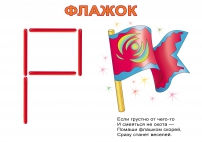 ФЛАЖОК
Если грустно от чего-то
И смеяться не охота —
Помаши флажком скорей,
Сразу станет веселей.